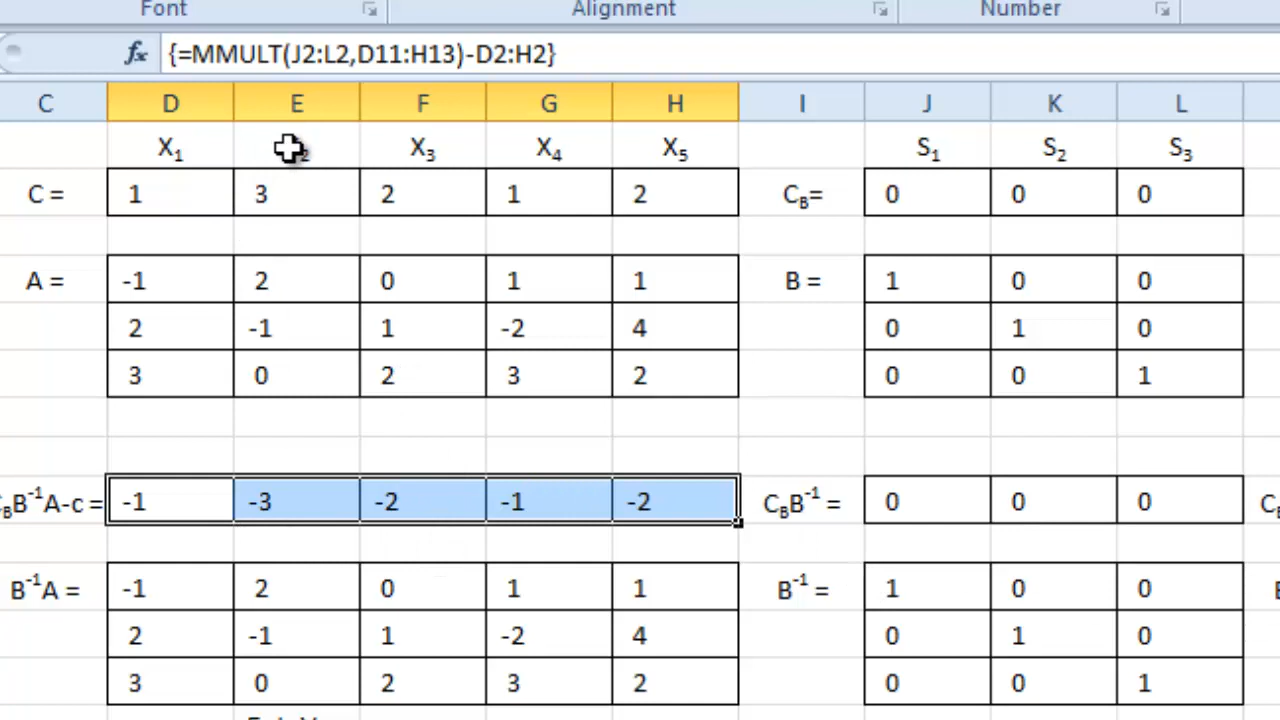 Font Alignment Number
fx {=MMULT(J2:L2,D11:H13)-D2:H2}
C D E F G H I J K L
X₁ X₃ X₄ X₅ S₁ S₂ S₃
C = 1 3 2 1 2 C_B= 0 0 0
A = -1 2 0 1 1 B = 1 0 0
2 -1 1 -2 4 0 1 0
3 0 2 3 2 0 0 1
BB⁻¹A-c = -1 -3 -2 -1 -2 C_BB⁻¹ = 0 0 0
B⁻¹A = -1 2 0 1 1 B⁻¹ = 1 0 0
2 -1 1 -2 4 0 1 0
3 0 2 3 2 0 0 1